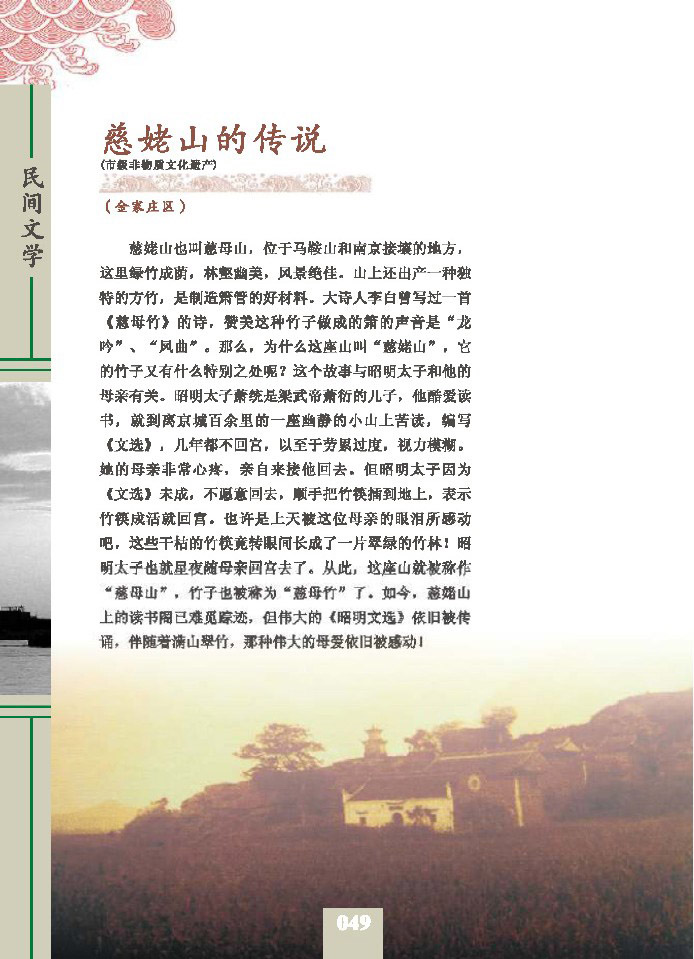 慈姥山的传说
(市级非物质文化遗产)
（金家庄区）
民间文学
慈姥山也叫慈母山，位于马鞍山和南京接壤的地方，
这里绿竹成荫，林壑幽美，风景绝佳。山上还出产一种独
特的方竹，是制造箫管的好材料。大诗人李白曾写过一首
《慈母竹》的诗，赞美这种竹子做成的箫的声音是“龙
吟”、“凤曲”。那么，为什么这座山叫“慈姥山”，它
的竹子又有什么特别之处呢？这个故事与昭明太子和他的
母亲有关。昭明太子萧统是梁武帝萧衍的儿子，他酷爱读
书，就到离京城百余里的一座幽静的小山上苦读，编写
《文选》，几年都不回宫，以至于劳累过度，视力模糊。
她的母亲非常心疼，亲自来接他回去。但昭明太子因为
《文选》未成，不愿意回去，顺手把竹筷插到地上，表示
竹筷成活就回宫。也许是上天被这位母亲的眼泪所感动
吧，这些干枯的竹筷竟转眼间长成了一片翠绿的竹林！昭
明太子也就星夜随母亲回宫去了。从此，这座山就被称作
“慈母山”，竹子也被称为“慈母竹”了。如今，慈姥山
上的读书阁已难觅踪迹，但伟大的《昭明文选》依旧被传
诵，伴随着满山翠竹，那种伟大的母爱依旧被感动！
049